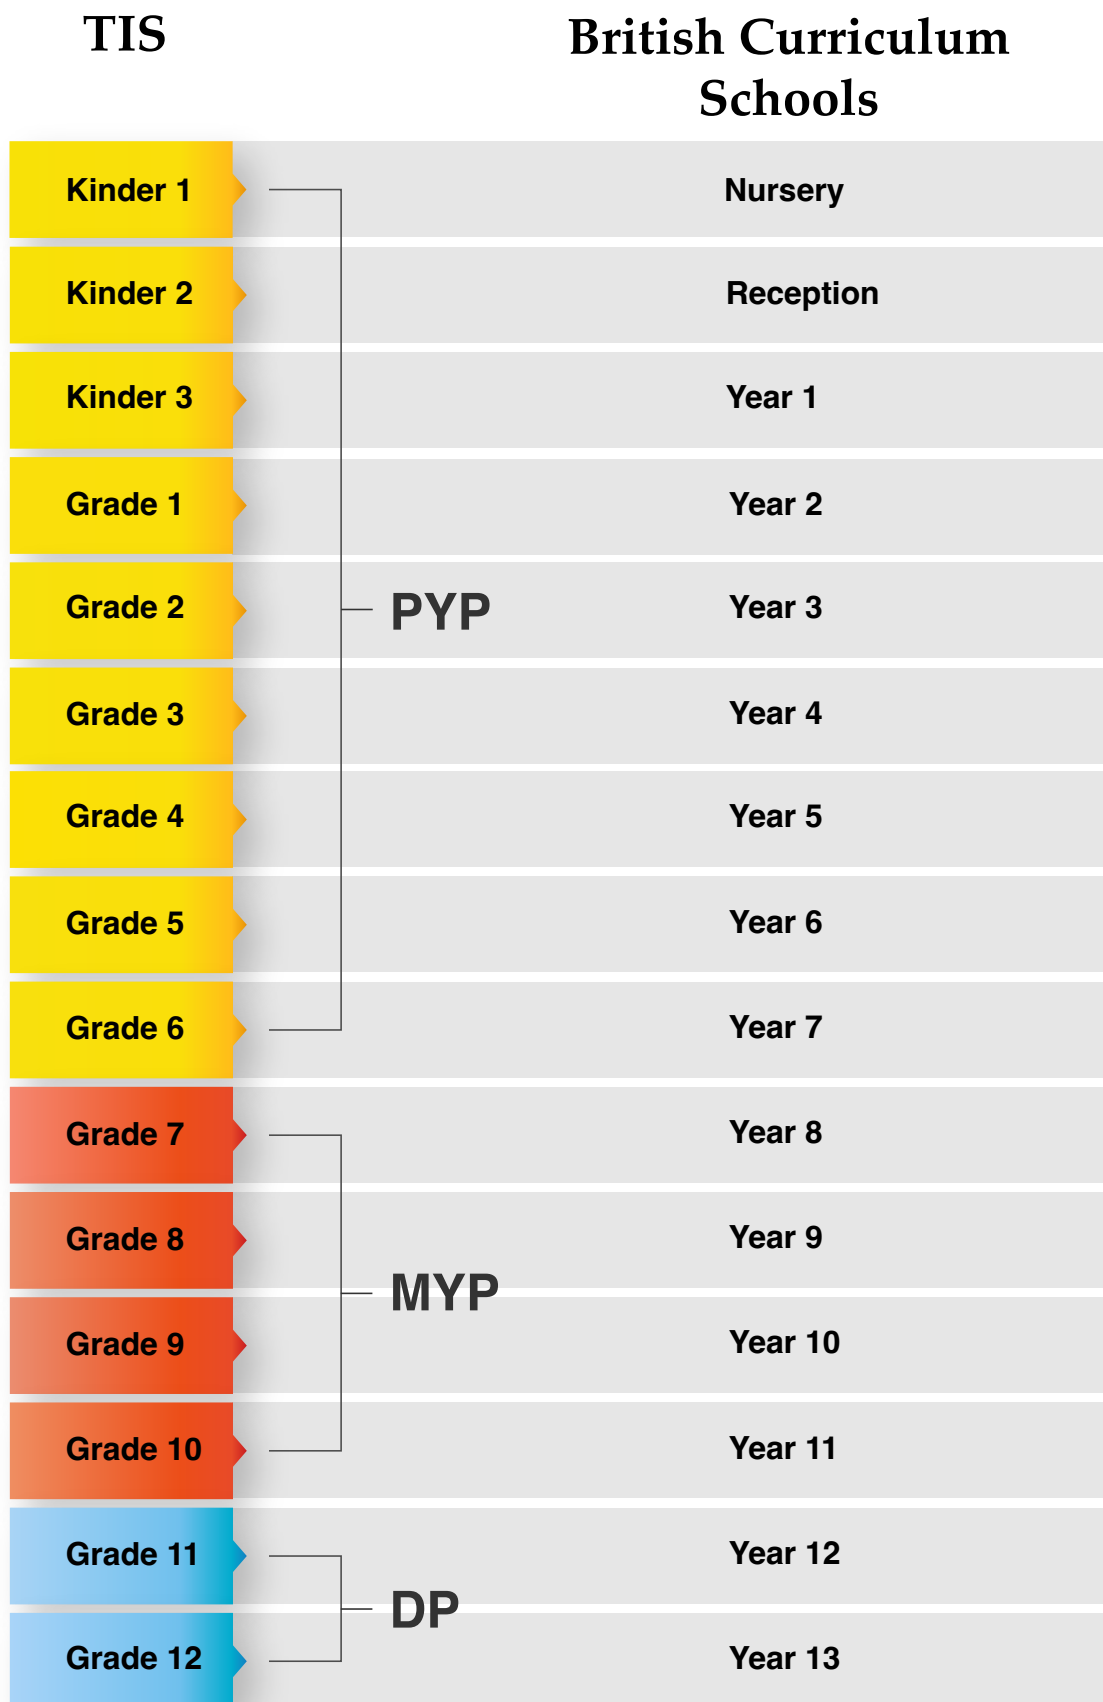 TIS
British Curriculum
Schools
Kinder 1
Nursery
Kinder 2
Reception
Kinder 3
Year 1
Grade 1
Year 2
Grade 2
PYP
Year 3
Grade 3
Year 4
Grade 4
Year 5
Grade 5
Year 6
Grade 6
Year 7
Grade 7
Year 8
Grade 8
Year 9
MYP
Grade 9
Year 10
Grade 10
Year 11
Grade 11
Year 12
DP
Grade 12
Year 13